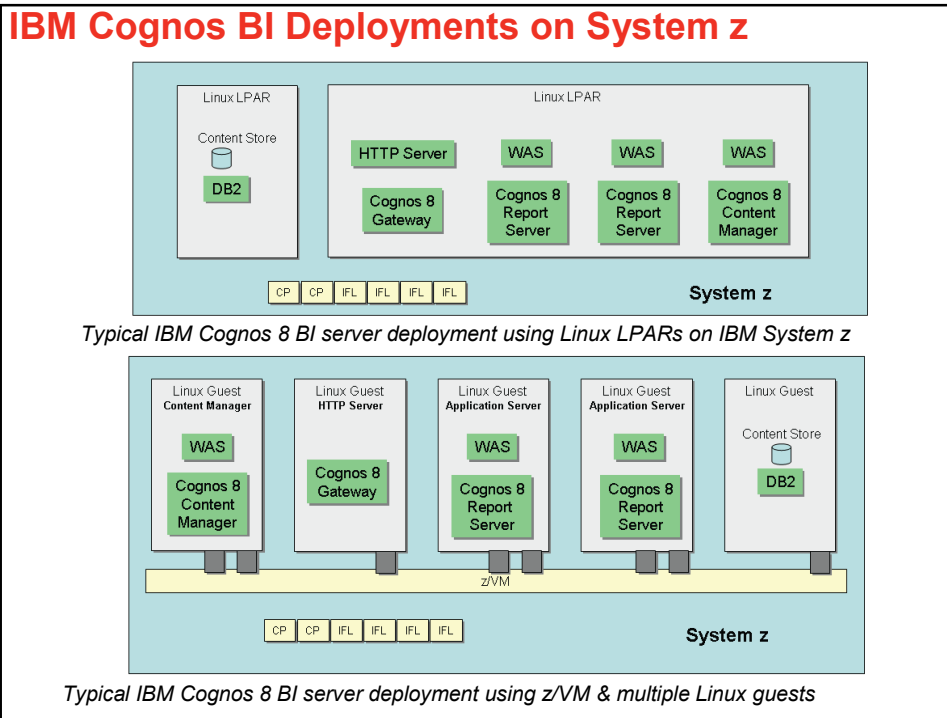 IBM Cognos BI Deployments on System z
Linux LPAR
Content Store
DB2
Linux LPAR
HTTP Server
Cognos 8
Gateway
WAS
Cognos 8
Report
Server
WAS
Cognos 8
Report
Server
WAS
Cognos 8
Content
Manager
CP CP IFL IFL IFL IFL
System z
Typical IBM Cognos 8 BI server deployment using Linux LPARs on IBM System z
Linux Guest
Content Manager
WAS
Cognos 8
Content
Manager
Linux Guest
HTTP Server
Cognos 8
Gateway
Linux Guest
Application Server
WAS
Cognos 8
Report
Server
Linux Guest
Application Server
WAS
Cognos 8
Report
Server
Linux Guest
Content Store
DB2
z/VM
CP CP IFL IFL IFL IFL
System z
Typical IBM Cognos 8 BI server deployment using z/VM & multiple Linux guests